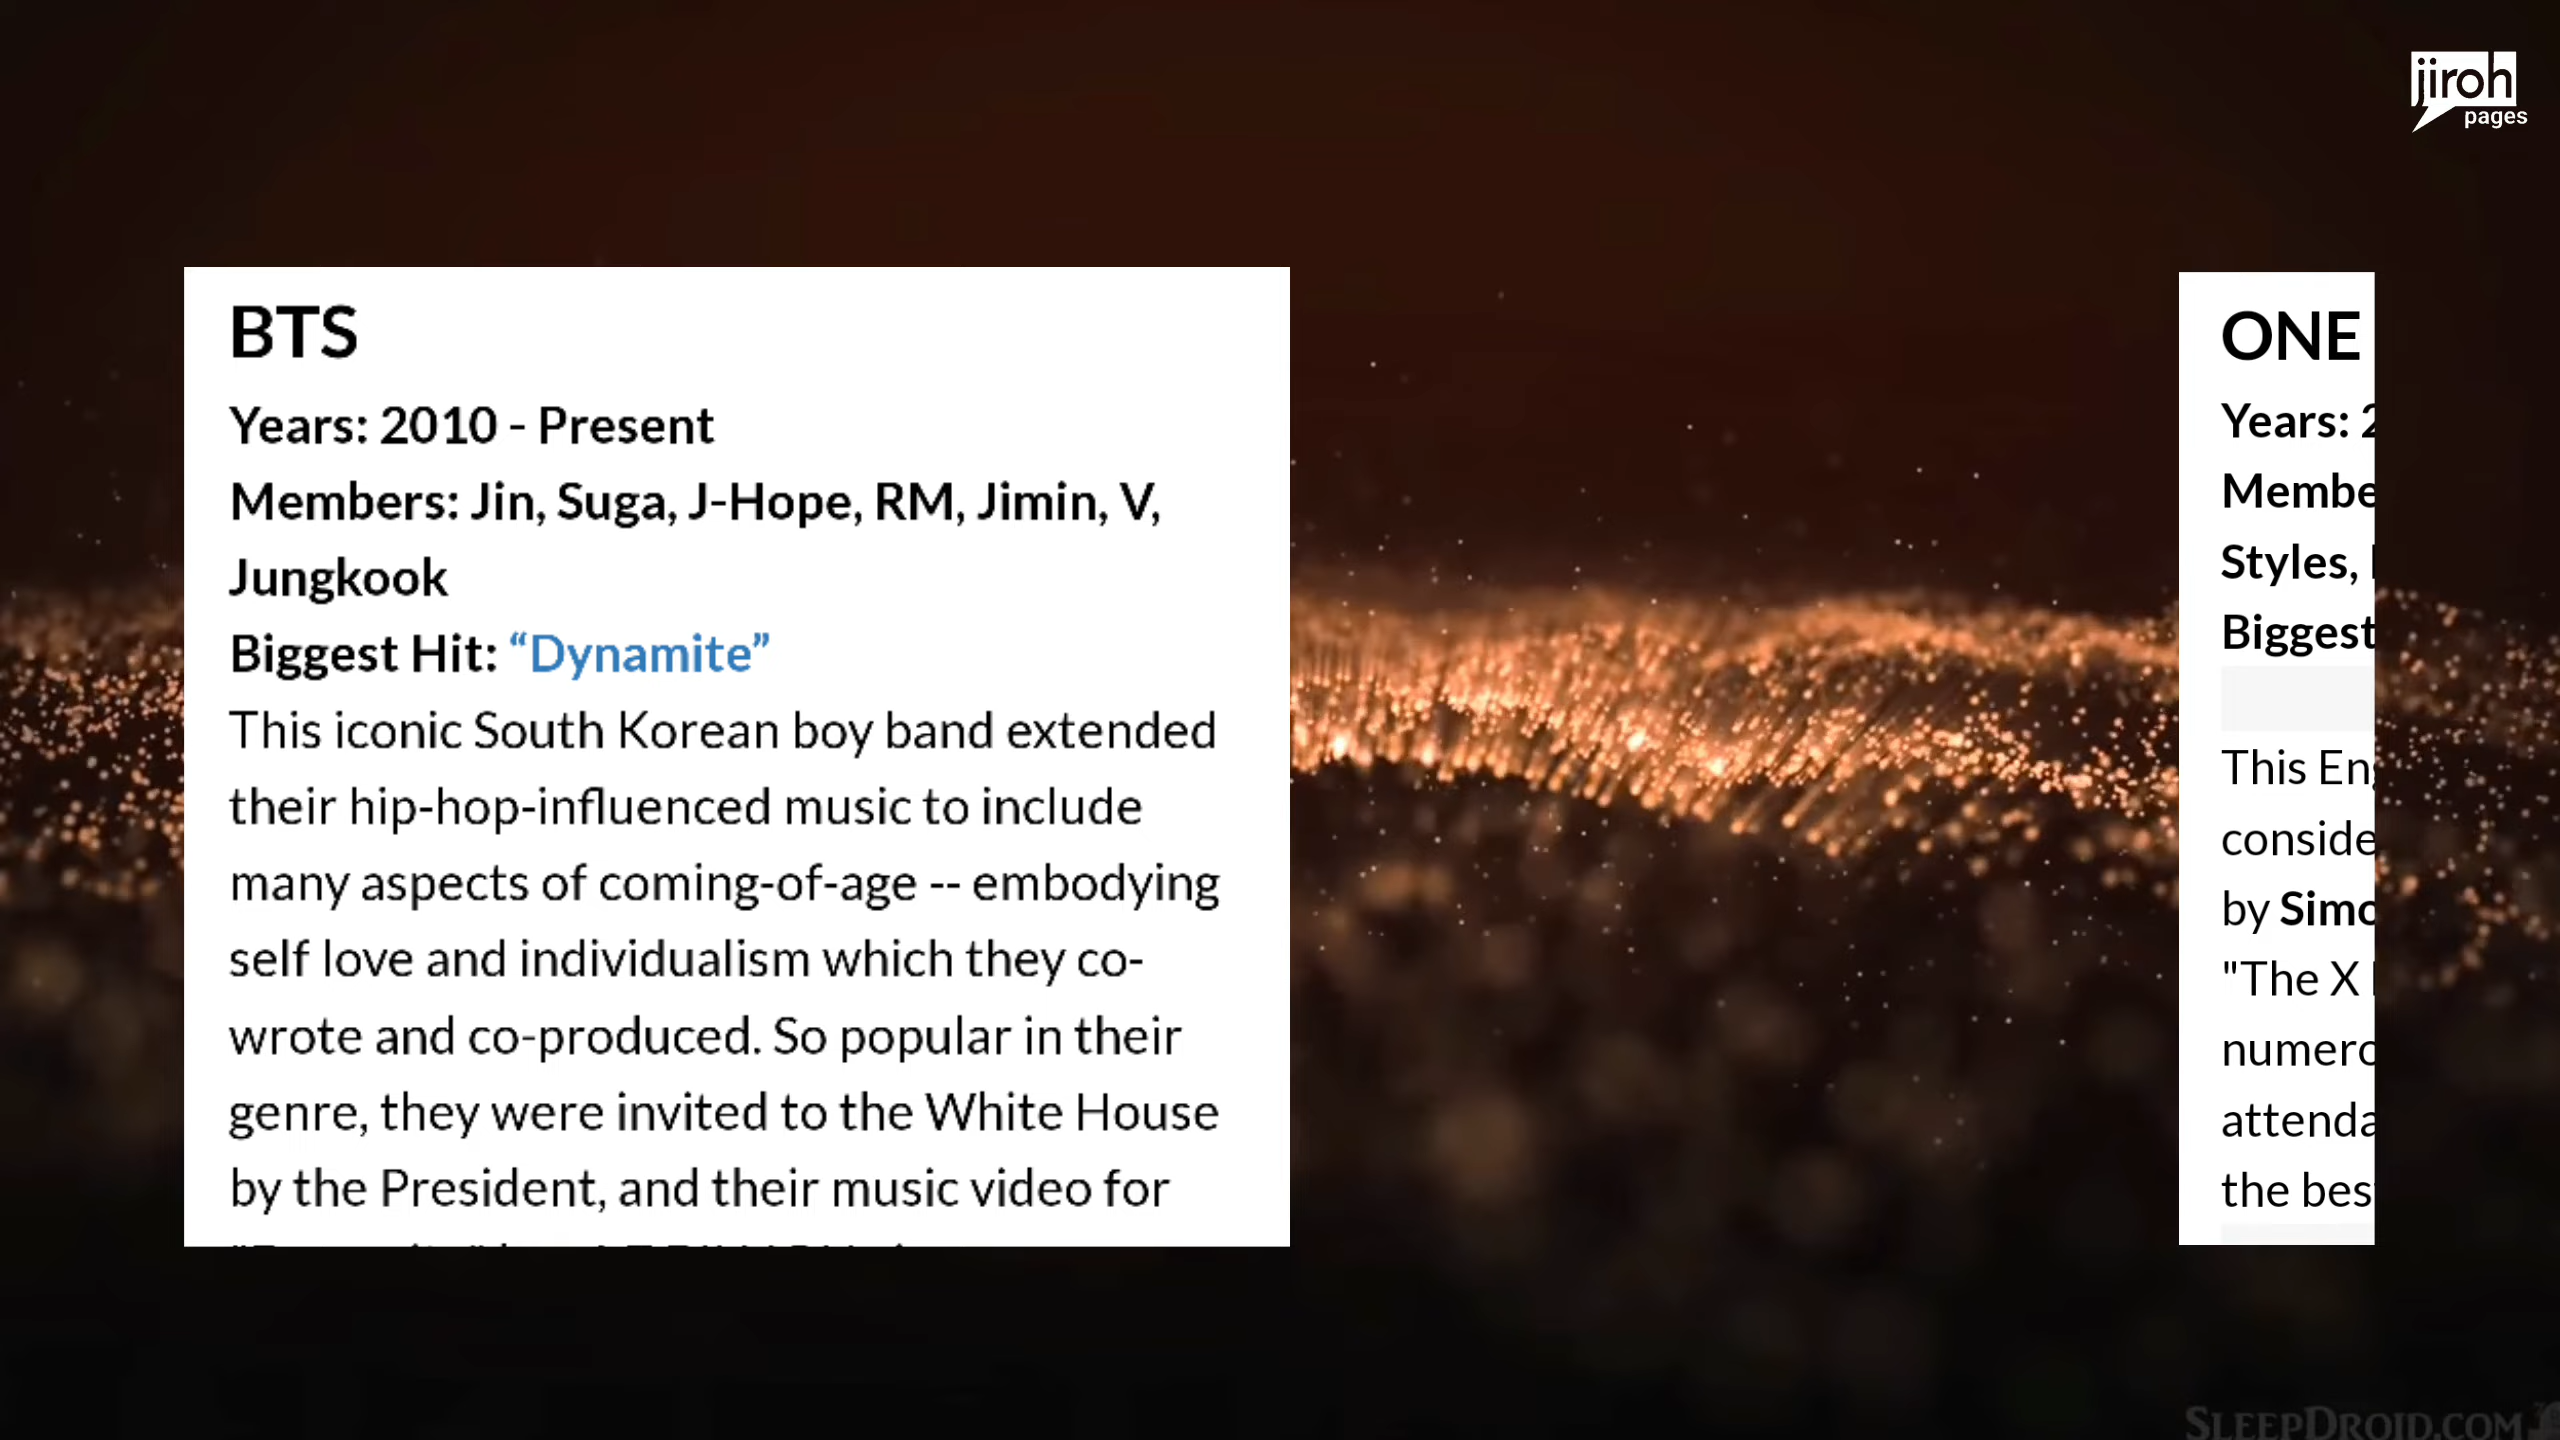 jiroh
pages
BTS
Years: 2010 - Present
Members: Jin, Suga, J-Hope, RM, Jimin, V,
Jungkook
Biggest Hit: “Dynamite”
This iconic South Korean boy band extended
their hip-hop-influenced music to include
many aspects of coming-of-age -- embodying
self love and individualism which they co-
wrote and co-produced. So popular in their
genre, they were invited to the White House
by the President, and their music video for
ONE
Years: 2
Membe
Styles,
Biggest
This Eng
conside
by Simo
"The X
numero
attenda
the bes
SLEEPDROID.COM